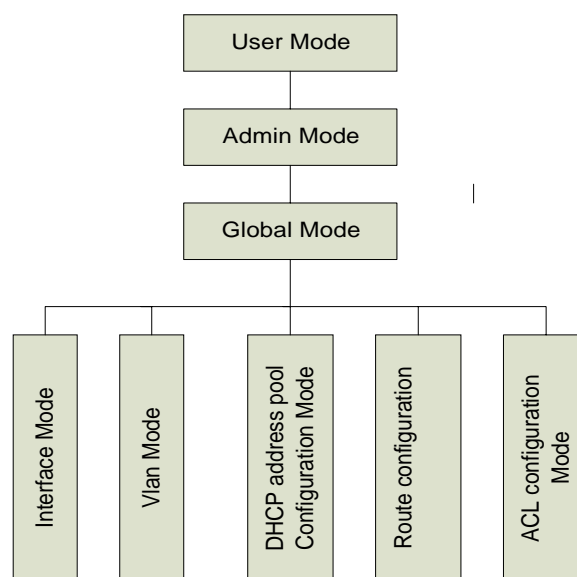 User Mode
Admin Mode
Global Mode
Interface Mode
Vlan Mode
DHCP address pool
Configuration Mode
Route configuration
ACL configuration
Mode